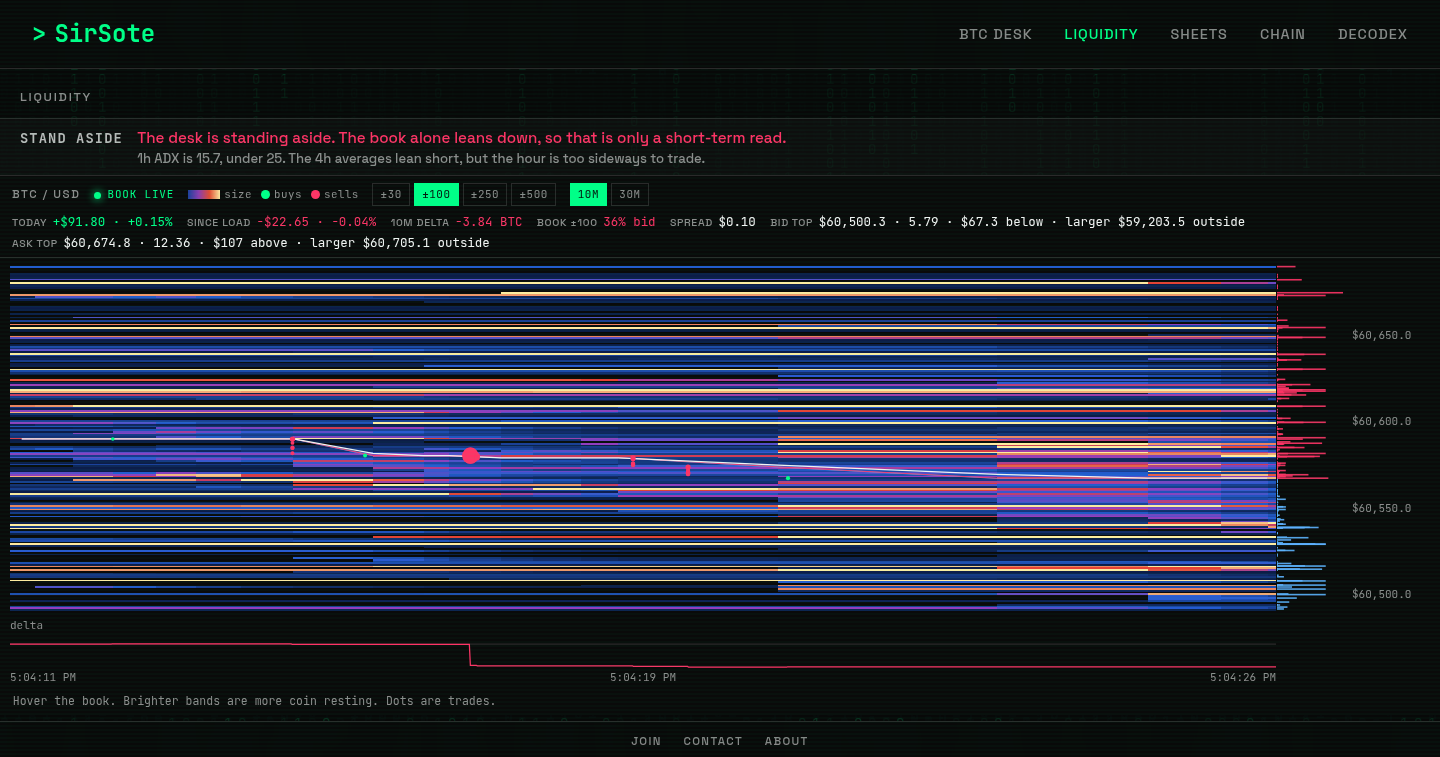 > SirSote
BTC DESK LIQUIDITY SHEETS CHAIN DECODEX
LIQUIDITY
STAND ASIDE The desk is standing aside. The book alone leans down, so that is only a short-term read.
1h ADX is 15.7, under 25. The 4h averages lean short, but the hour is too sideways to trade.
BTC / USD BOOK LIVE size buys sells ±30 ±100 ±250 ±500 10M 30M
TODAY +$91.80 · +0.15% SINCE LOAD -$22.65 · -0.04% 10M DELTA -3.84 BTC BOOK ±100 36% bid SPREAD $0.10 BID TOP $60,500.3 · 5.79 · $67.3 below · larger $59,203.5 outside
ASK TOP $60,674.8 · 12.36 · $107 above · larger $60,705.1 outside
$60,650.0
$60,600.0
$60,550.0
$60,500.0
delta
5:04:11 PM 5:04:19 PM 5:04:26 PM
Hover the book. Brighter bands are more coin resting. Dots are trades.
JOIN CONTACT ABOUT